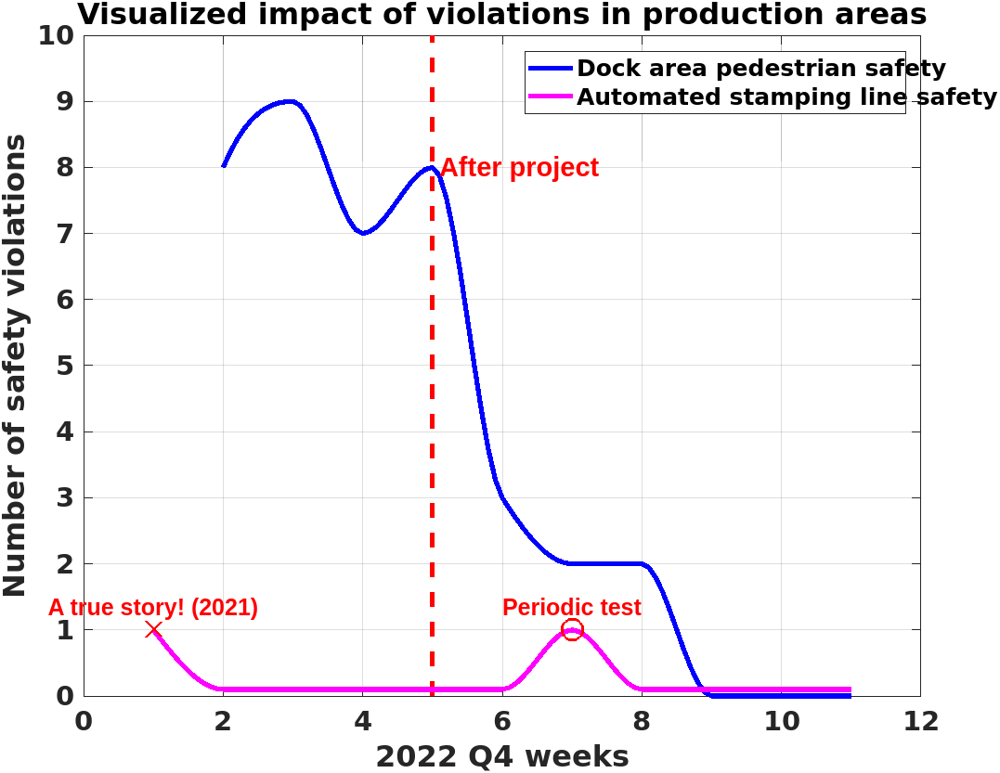 Visualized impact of violations in production areas
Number of safety violations
10
9
8
7
6
5
4
3
2
1
0
Dock area pedestrian safety
Automated stamping line safety
After project
A true story! (2021)
Periodic test
0 2 4 6 8 10 12
2022 Q4 weeks